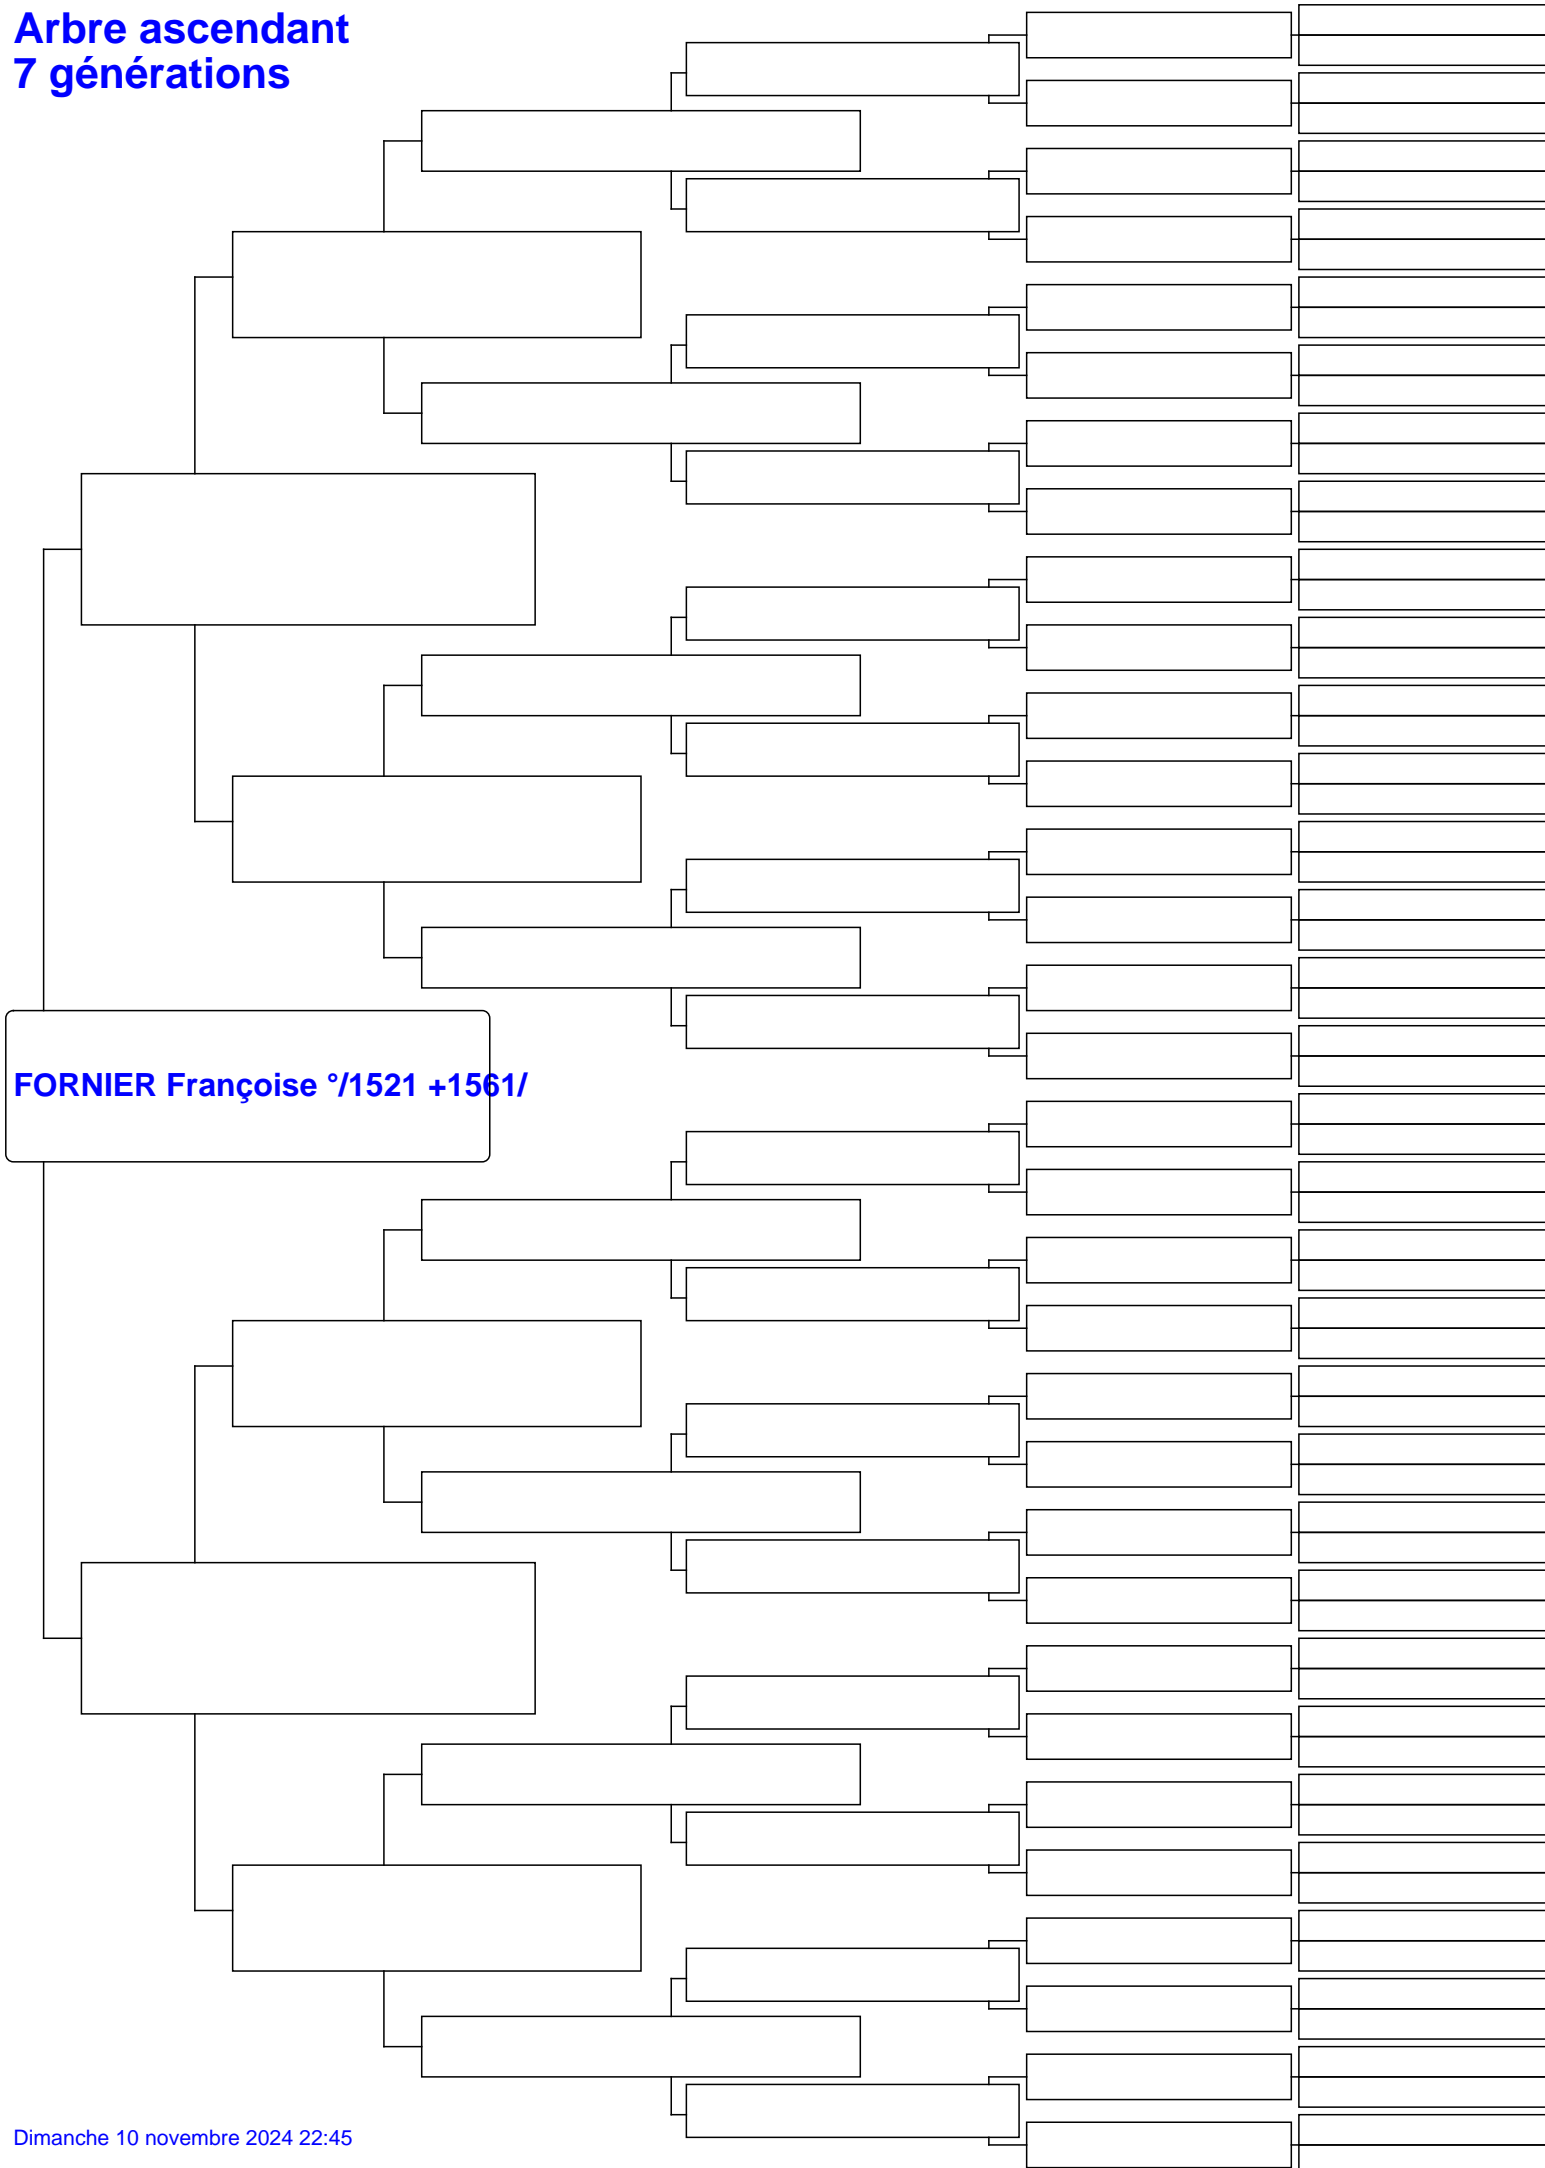 Arbre ascendant
7 générations
FORNIER Françoise °/1521 +1561/
Dimanche 10 novembre 2024 22:45